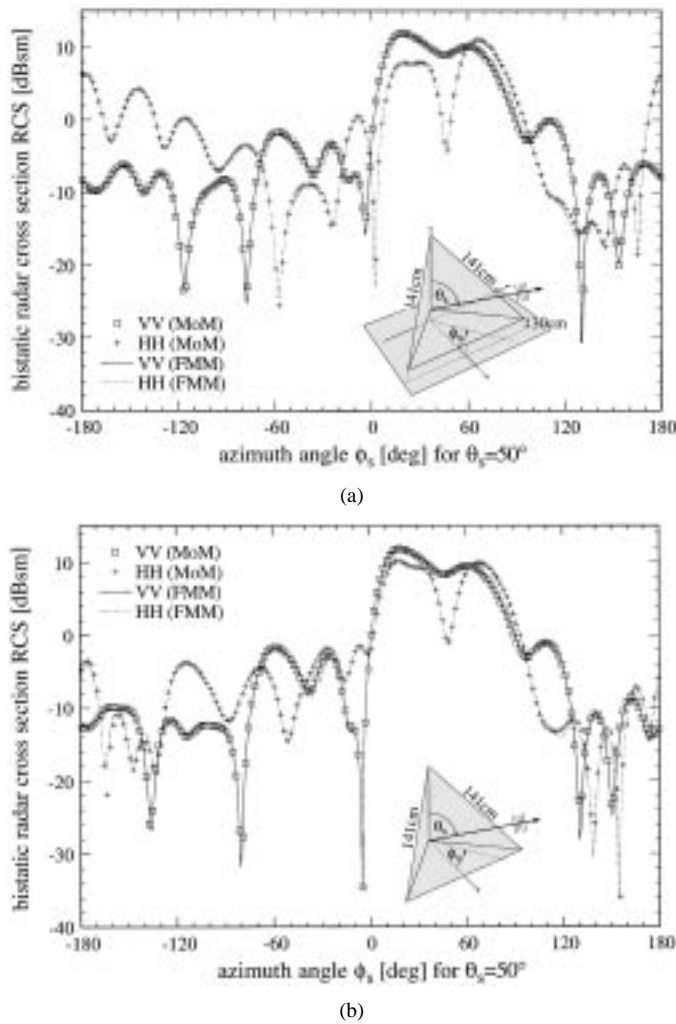 bistatic radar cross section RCS [dBsm]
10
0
-10
-20
-30
-40
□ VV (MoM)
+ HH (MoM)
— VV (FMM)
HH (FMM)
141cm
141cm
130cm
θs
-180 -120 -60 0 60 120 180
azimuth angle ϕs [deg] for θs=50°
(a)
bistatic radar cross section RCS [dBsm]
10
0
-10
-20
-30
-40
□ VV (MoM)
+ HH (MoM)
— VV (FMM)
HH (FMM)
141cm
141cm
θs
-180 -120 -60 0 60 120 180
azimuth angle ϕs [deg] for θs=50°
(b)